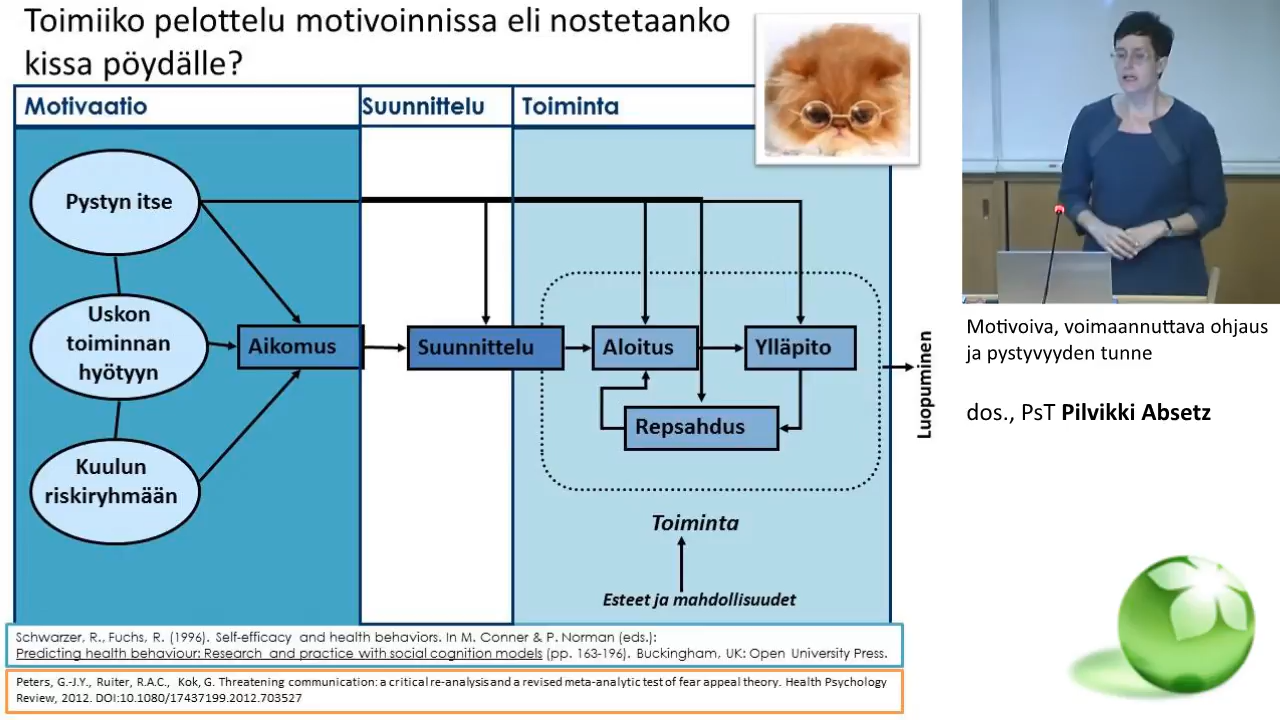 Toimiiko pelottelu motivoinnissa eli nostetaanko
kissa pöydälle?
Motivaatio
Suunnittelu
Toiminta
Pystyn itse
Uskon
toiminnan
hyötyyn
Kuulun
riskiryhmään
Aikomus
Suunnittelu
Aloitus
Ylläpito
Repsahdus
Luopuminen
Toiminta
Esteet ja mahdollisuudet
Schwarzer, R., Fuchs, R. (1996). Self-efficacy and health behaviors. In M. Conner & P. Norman (eds.):
Predicting health behaviour: Research and practice with social cognition models (pp. 163-196). Buckingham, UK: Open University Press.
Peters, G.-J.Y., Ruiter, R.A.C., Kok, G. Threatening communication: a critical re-analysis and a revised meta-analytic test of fear appeal theory. Health Psychology
Review, 2012. DOI:10.1080/17437199.2012.703527
Motivoiva, voimaannuttava ohjaus
ja pystyvyyden tunne
dos., PsT Pilvikki Absetz